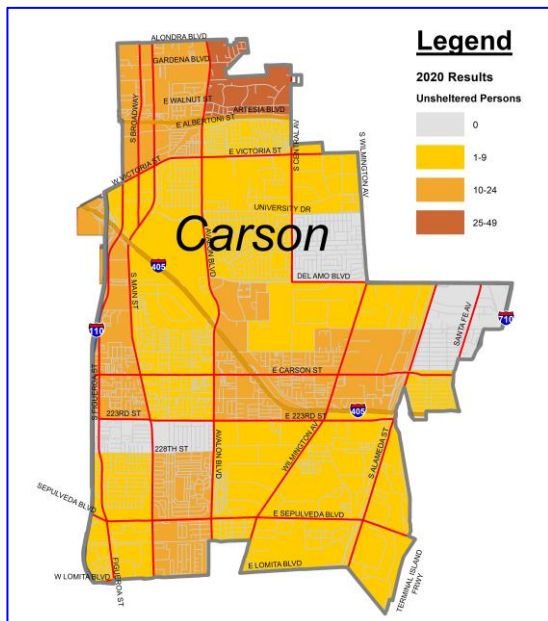 Legend
2020 Results
Unsheltered Persons
0
1-9
10-24
25-49
ALONDRA BLVD
GARDENA BLVD
S BROADWAY
E WALNUT ST
ARTESIA BLVD
E ALBERTONI ST
S CENTRAL AV
S WILMINGTON AV
W VICTORIA ST
E VICTORIA ST
UNIVERSITY DR
Carson
AVALON BLVD
405
DEL AMO BLVD
S MAIN ST
110
710
SANTA FE AV
S FIGUEROA ST
E CARSON ST
405
223RD ST
E 223RD ST
228TH ST
AVALON BLVD
WILMINGTON AV
S ALAMEDA ST
SEPULVEDA BLVD
E SEPULVEDA BLVD
W LOMITA BLVD
FIGUEROA ST
E LOMITA BLVD
TERMINAL ISLAND
FRWY